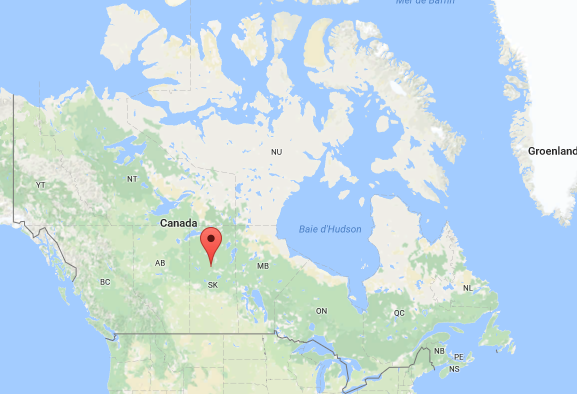 Mer de Baffin
Groenland
NU
YT
NT
Canada
Baie d'Hudson
AB
MB
BC
SK
NL
ON
QC
NB
PE
NS